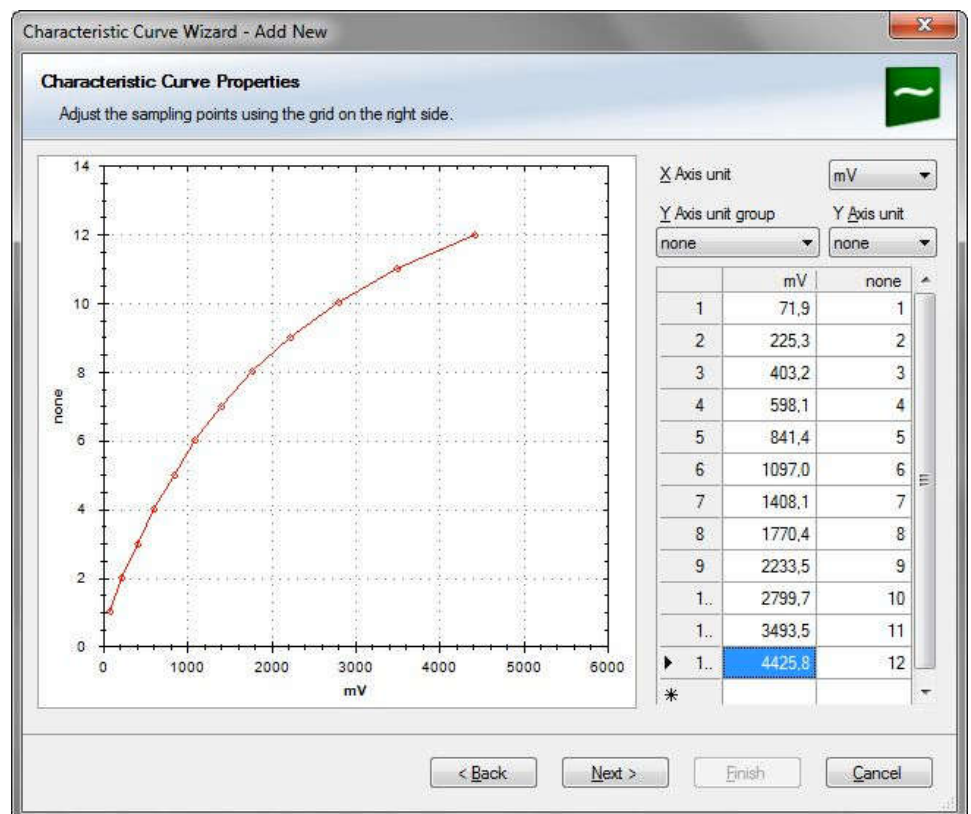 Characteristic Curve Wizard - Add New
Characteristic Curve Properties
Adjust the sampling points using the grid on the right side.
14
12
10
8
6
4
2
0
none
0 1000 2000 3000 4000 5000 6000
mV
X Axis unit mV
Y Axis unit group Y Axis unit
none none
mV none
1 71,9 1
2 225,3 2
3 403,2 3
4 598,1 4
5 841,4 5
6 1097,0 6
7 1408,1 7
8 1770,4 8
9 2233,5 9
1.. 2799,7 10
1.. 3493,5 11
1.. 4425,8 12
< Back Next > Finish Cancel